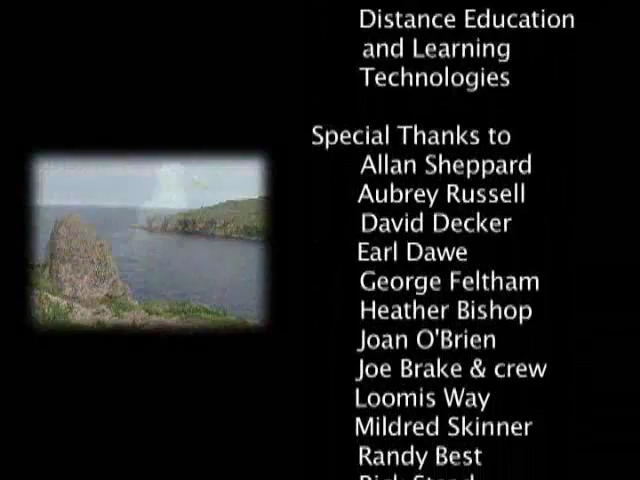 Distance Education
and Learning
Technologies
Special Thanks to
Allan Sheppard
Aubrey Russell
David Decker
Earl Dawe
George Feltham
Heather Bishop
Joan O'Brien
Joe Brake & crew
Loomis Way
Mildred Skinner
Randy Best